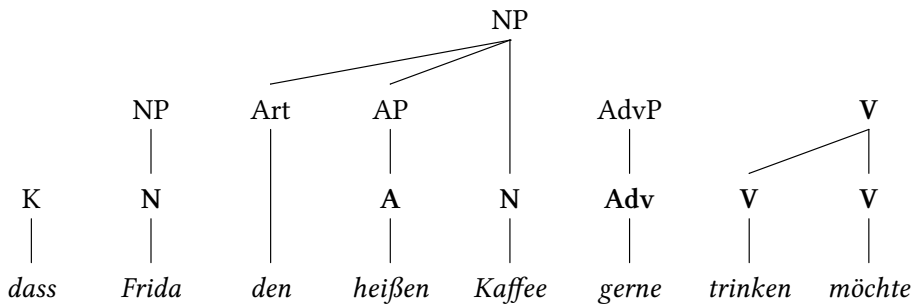 NP
NP Art AP AdvP V
K N A N Adv V V
dass Frida den heißen Kaffee gerne trinken möchte